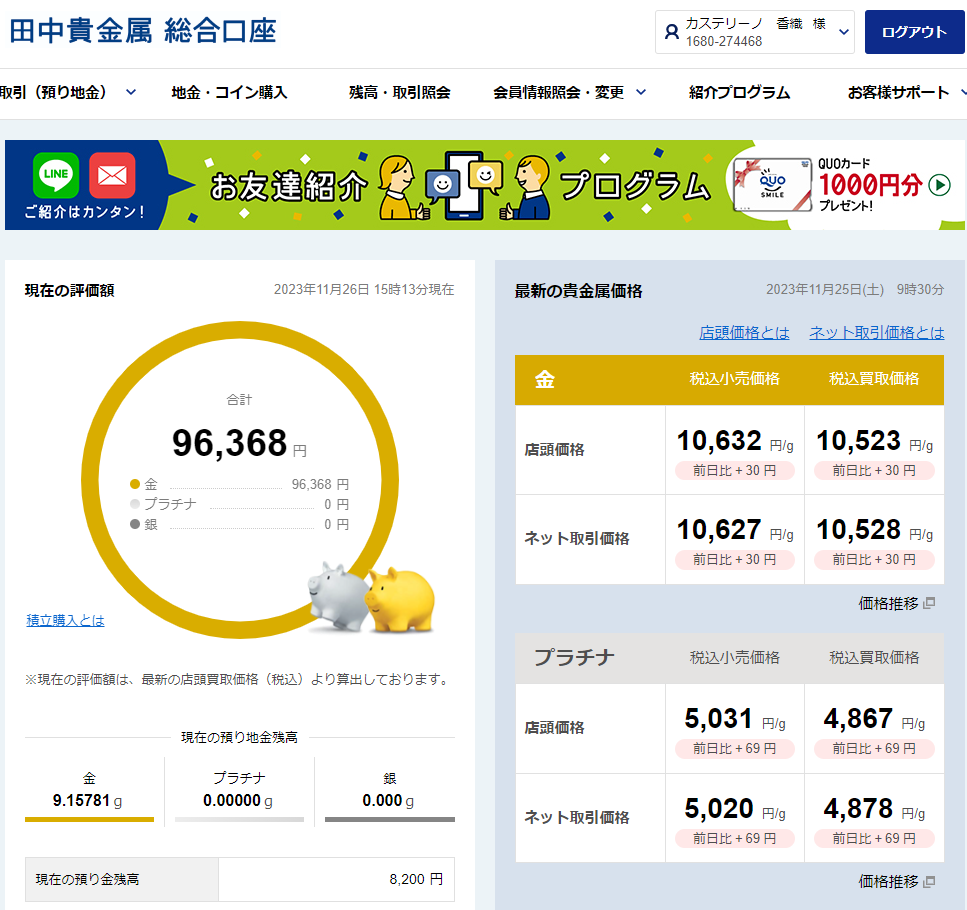 田中貴金属 総合口座
カステリーノ 香織 様
1680-274468
ログアウト
取引（預り地金）
地金・コイン購入
残高・取引照会
会員情報照会・変更
紹介プログラム
お客様サポート
LINE
ご紹介はカンタン！
お友達紹介
プログラム
QUO
SMILE
QUOカード
1000円分
プレゼント！
現在の評価額
2023年11月26日 15時13分現在
合計
96,368 円
金 96,368 円
プラチナ 0 円
銀 0 円
積立購入とは
※現在の評価額は、最新の店頭買取価格（税込）より算出しております。
現在の預り地金残高
金 プラチナ 銀
9.15781 g 0.00000 g 0.000 g
現在の預り金残高 8,200 円
最新の貴金属価格
2023年11月25日(土) 9時30分
店頭価格とは ネット取引価格とは
金 税込小売価格 税込買取価格
店頭価格 10,632 円/g 10,523 円/g
前日比 + 30 円 前日比 + 30 円
ネット取引価格 10,627 円/g 10,528 円/g
前日比 + 30 円 前日比 + 30 円
価格推移
プラチナ 税込小売価格 税込買取価格
店頭価格 5,031 円/g 4,867 円/g
前日比 + 69 円 前日比 + 69 円
ネット取引価格 5,020 円/g 4,878 円/g
前日比 + 69 円 前日比 + 69 円
価格推移